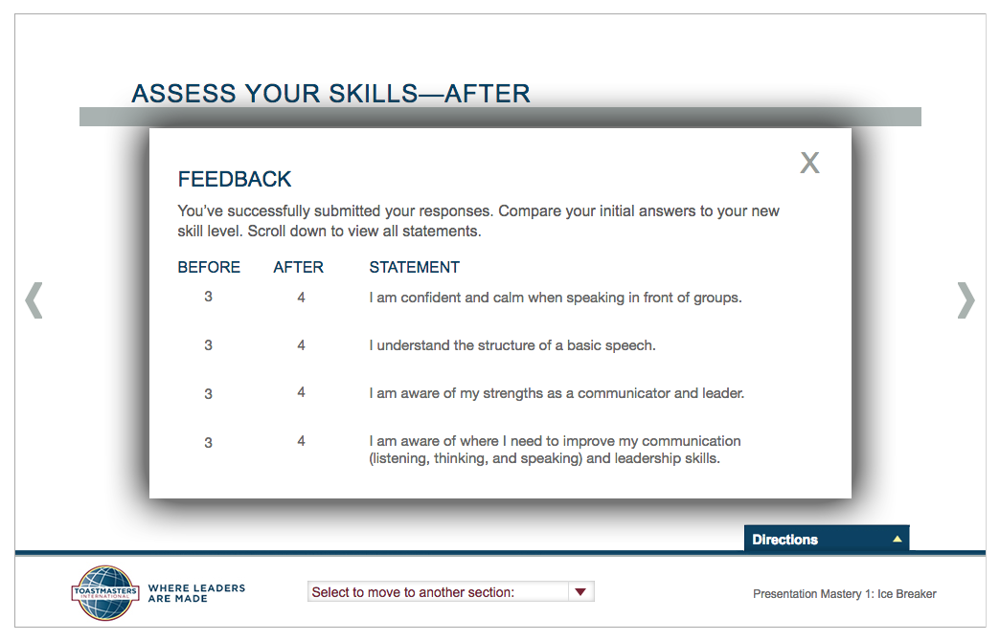 ASSESS YOUR SKILLS—AFTER
X
FEEDBACK
You’ve successfully submitted your responses. Compare your initial answers to your new
skill level. Scroll down to view all statements.
BEFORE AFTER STATEMENT
3 4 I am confident and calm when speaking in front of groups.
3 4 I understand the structure of a basic speech.
3 4 I am aware of my strengths as a communicator and leader.
3 4 I am aware of where I need to improve my communication
(listening, thinking, and speaking) and leadership skills.
Directions
TOASTMASTERS
INTERNATIONAL
WHERE LEADERS
ARE MADE
Select to move to another section:
Presentation Mastery 1: Ice Breaker